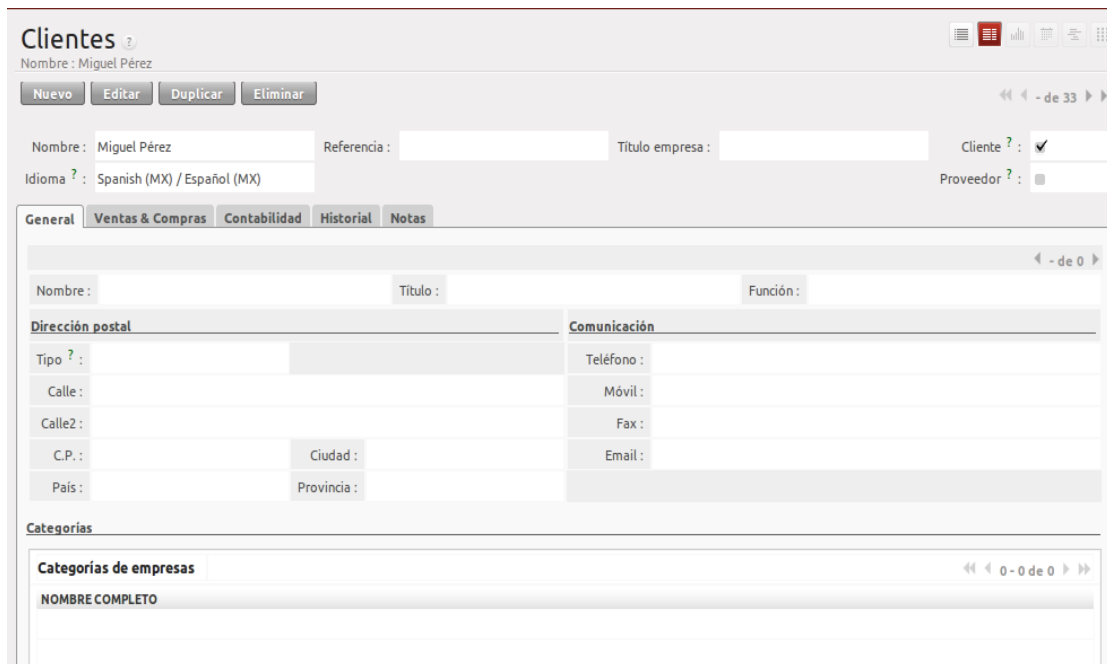 Clientes ?
Nombre : Miguel Pérez
Nuevo Editar Duplicar Eliminar - de 33
Nombre : Miguel Pérez Referencia : Título empresa : Cliente ? :
Idioma ? : Spanish (MX) / Español (MX) Proveedor ? :
General Ventas & Compras Contabilidad Historial Notas
- de 0
Nombre : Título : Función :
Dirección postal Comunicación
Tipo ? : Teléfono :
Calle : Móvil :
Calle2 : Fax :
C.P. : Ciudad : Email :
País : Provincia :
Categorías
Categorías de empresas 0 - 0 de 0
NOMBRE COMPLETO